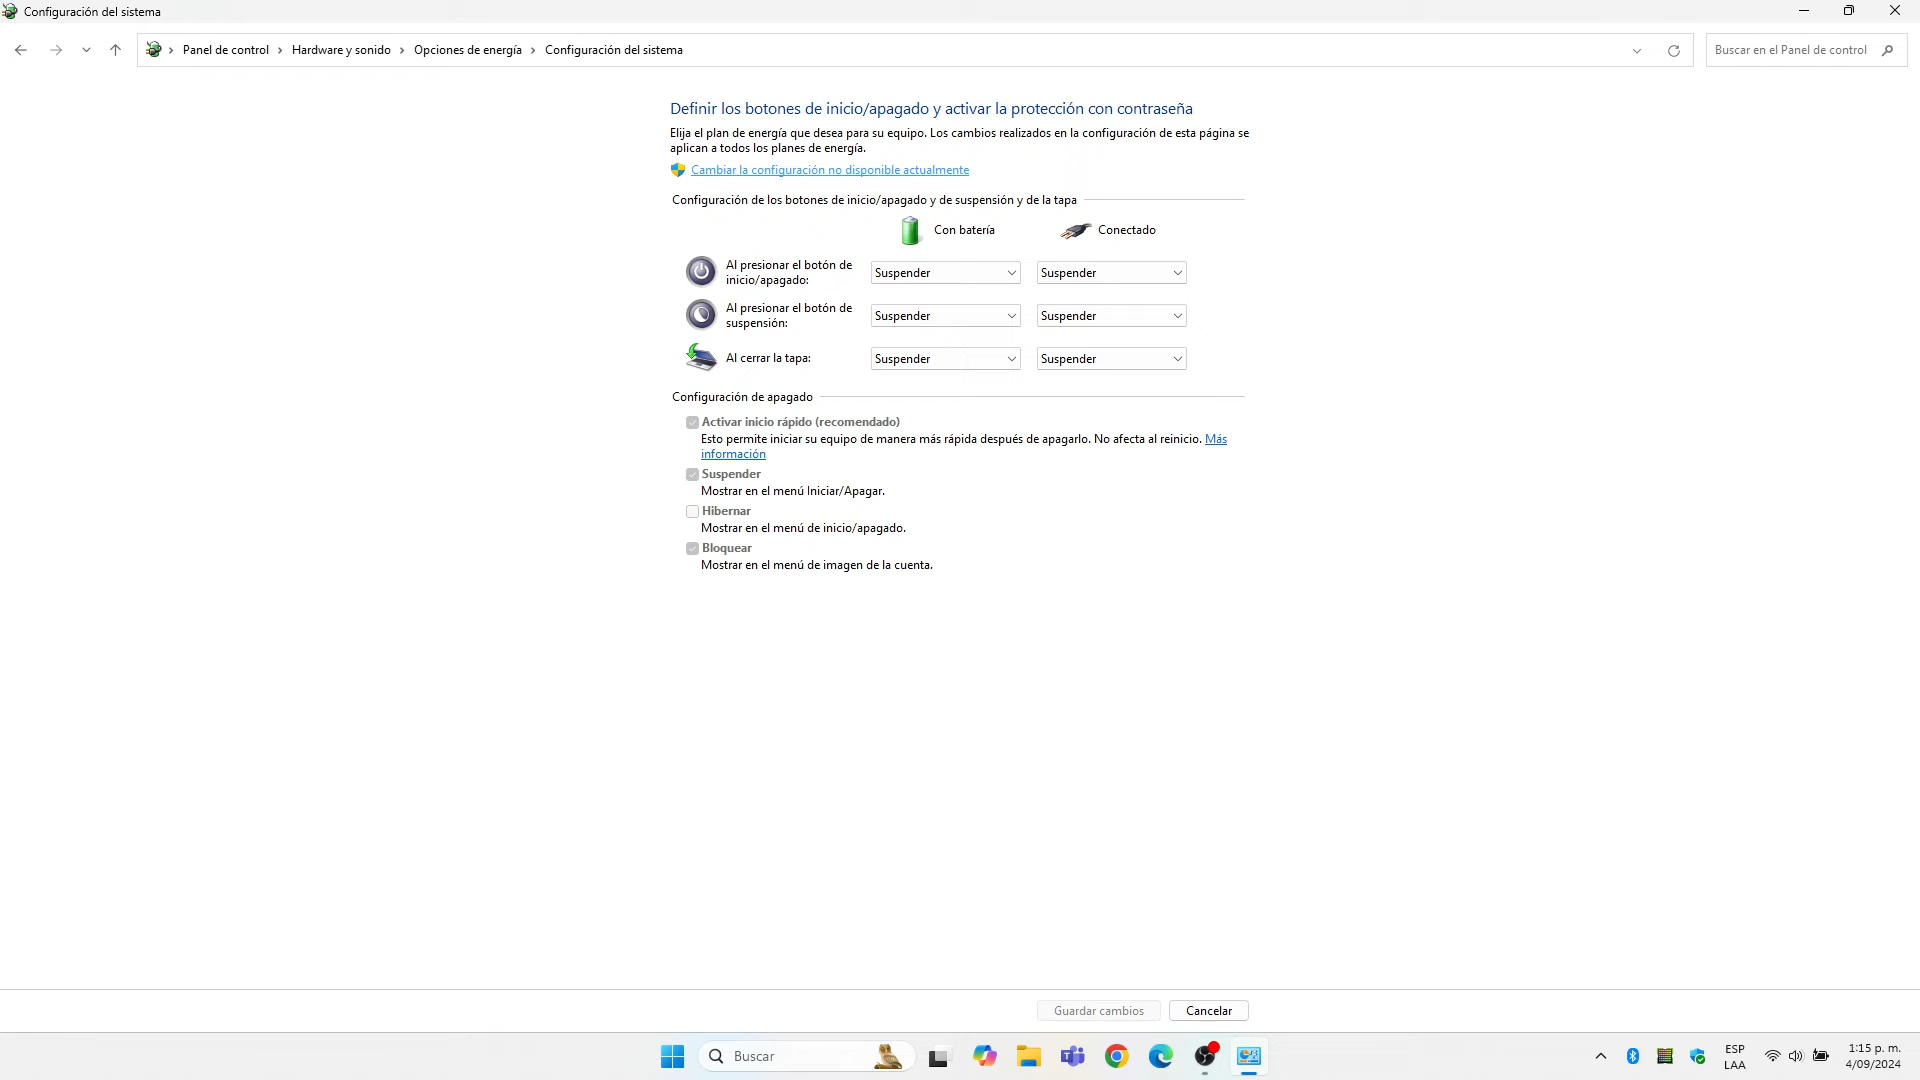 Configuración del sistema
Panel de control > Hardware y sonido > Opciones de energía > Configuración del sistema
Buscar en el Panel de control
Definir los botones de inicio/apagado y activar la protección con contraseña
Elija el plan de energía que desea para su equipo. Los cambios realizados en la configuración de esta página se
aplican a todos los planes de energía.
Cambiar la configuración no disponible actualmente
Configuración de los botones de inicio/apagado y de suspensión y de la tapa
Con batería Conectado
Al presionar el botón de
inicio/apagado:
Suspender Suspender
Al presionar el botón de
suspensión:
Suspender Suspender
Al cerrar la tapa: Suspender Suspender
Configuración de apagado
Activar inicio rápido (recomendado)
Esto permite iniciar su equipo de manera más rápida después de apagarlo. No afecta al reinicio. Más
información
Suspender
Mostrar en el menú Iniciar/Apagar.
Hibernar
Mostrar en el menú de inicio/apagado.
Bloquear
Mostrar en el menú de imagen de la cuenta.
Guardar cambios Cancelar
Buscar
ESP
LAA
1:15 p. m.
4/09/2024